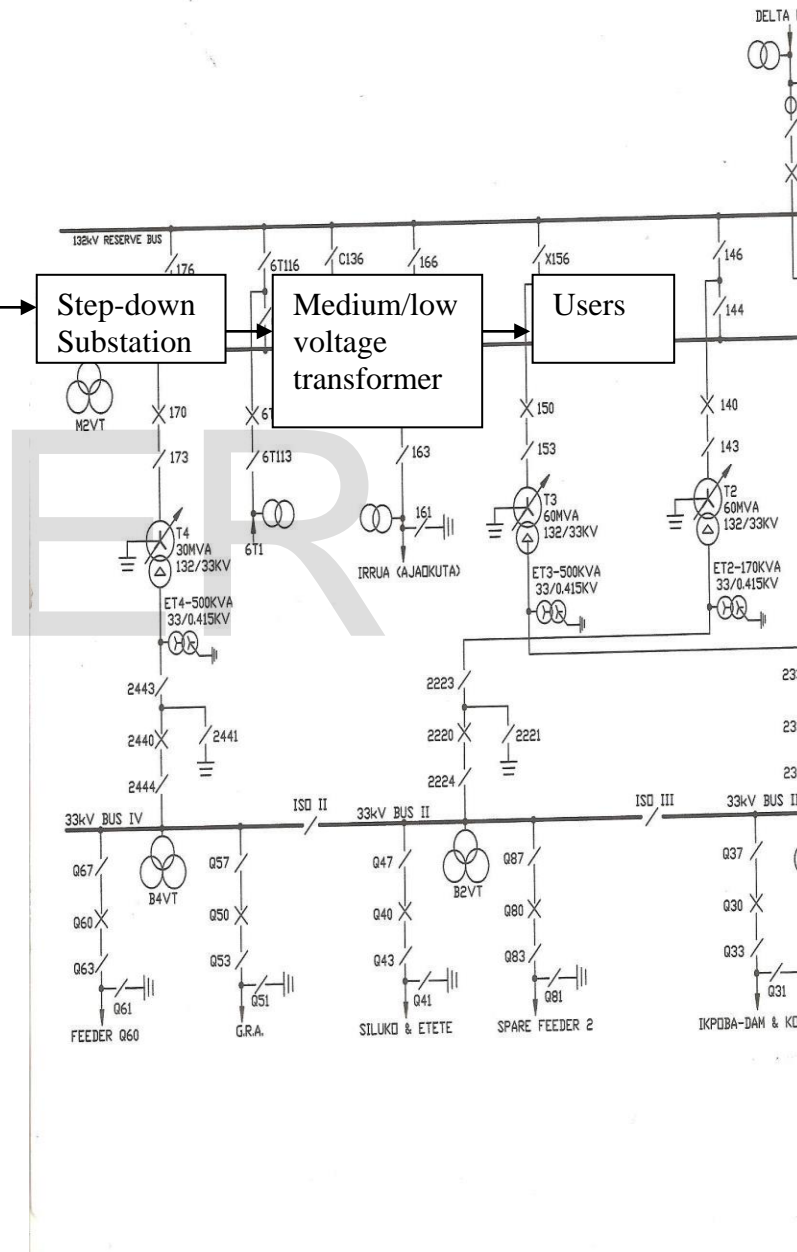 DELTA
132kV RESERVE BUS
176
6T116
C136
166
X156
146
Step-down
Substation
Medium/low
voltage
transformer
Users
144
M2VT
170
150
140
173
6T113
163
153
143
161
T4
30MVA
132/33KV
6T1
IRRUA (AJAOKUTA)
T3
60MVA
132/33KV
T2
60MVA
132/33KV
ER
ET4-500KVA
33/0.415KV
ET3-500KVA
33/0.415KV
ET2-170KVA
33/0.415KV
2443
2223
2440
2441
2220
2221
2444
2224
33kV BUS IV
ISO II
33kV BUS II
ISO III
33kV BUS
Q67
B4VT
Q57
Q47
B2VT
Q87
Q37
Q60
Q50
Q40
Q80
Q30
Q63
Q53
Q43
Q83
Q33
Q61
Q51
Q41
Q81
Q31
FEEDER Q60
G.R.A.
SILUKO & ETETE
SPARE FEEDER 2
IKPOBA-DAM &